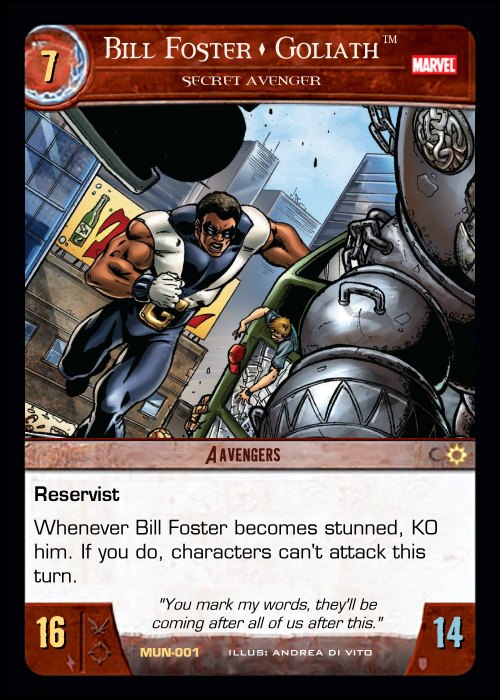 7
BILL FOSTER ♦ GOLIATH™
MARVEL
SECRET AVENGER
G
AVENGERS
C
Reservist
Whenever Bill Foster becomes stunned, KO
him. If you do, characters can't attack this
turn.
"You mark my words, they'll be
coming after all of us after this."
16
14
MUN-001
ILLUS: ANDREA DI VITO